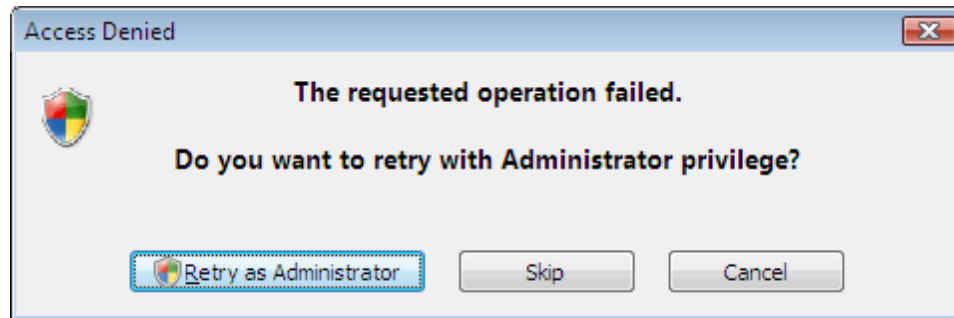 Access Denied
The requested operation failed.
Do you want to retry with Administrator privilege?
Retry as Administrator
Skip
Cancel